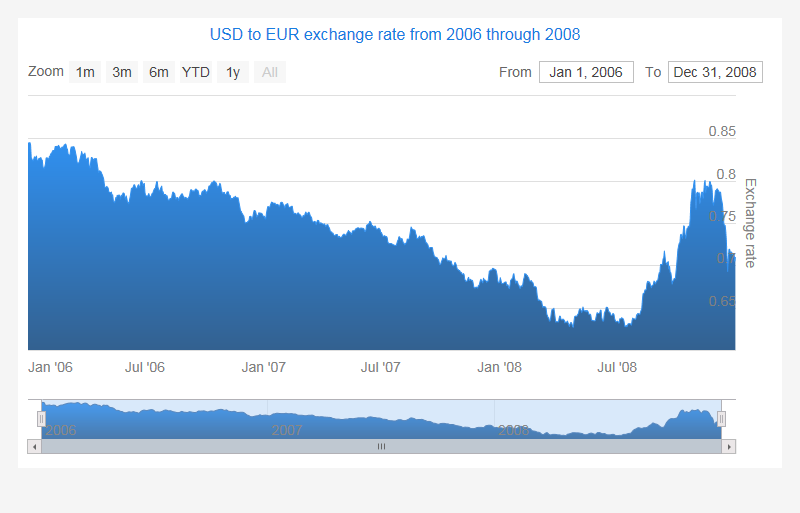 USD to EUR exchange rate from 2006 through 2008
Zoom 1m 3m 6m YTD 1y All From Jan 1, 2006 To Dec 31, 2008
0.85
0.8
0.75
0.7
0.65
Exchange rate
Jan '06 Jul '06 Jan '07 Jul '07 Jan '08 Jul '08
2006 2007 2008